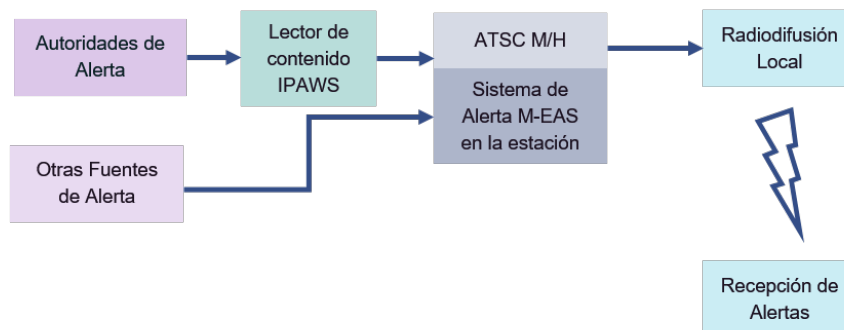 Autoridades de
Alerta
Lector de
contenido
IPAWS
ATSC M/H
Sistema de
Alerta M-EAS
en la estación
Radiodifusión
Local
Otras Fuentes
de Alerta
Recepción de
Alertas